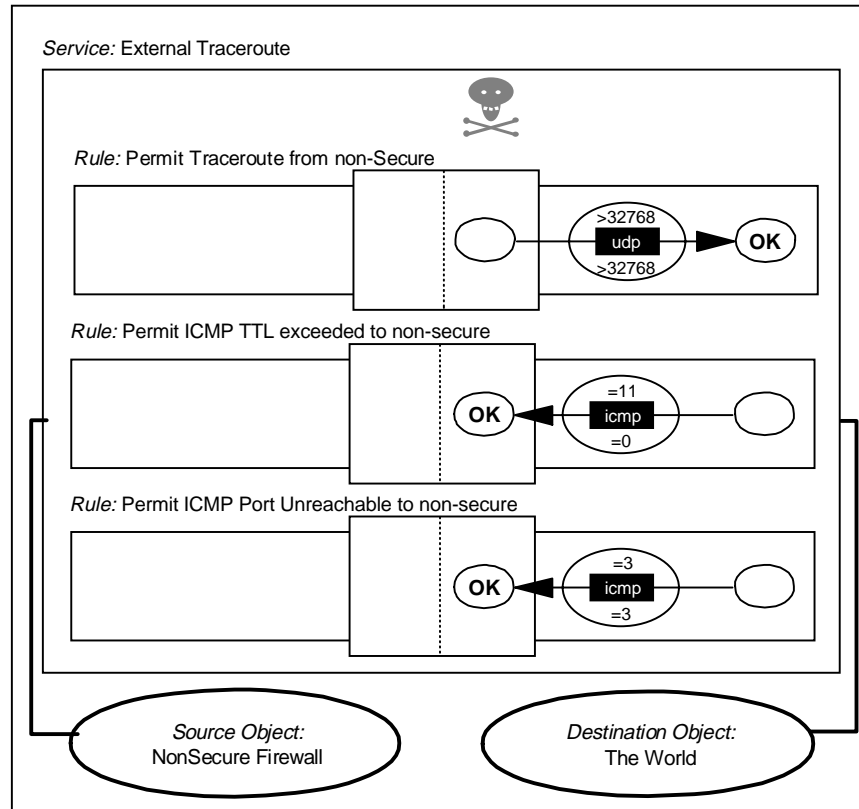 Service: External Traceroute
Rule: Permit Traceroute from non-Secure
>32768
udp
>32768
OK
Rule: Permit ICMP TTL exceeded to non-secure
OK
=11
icmp
=0
Rule: Permit ICMP Port Unreachable to non-secure
OK
=3
icmp
=3
Source Object:
NonSecure Firewall
Destination Object:
The World